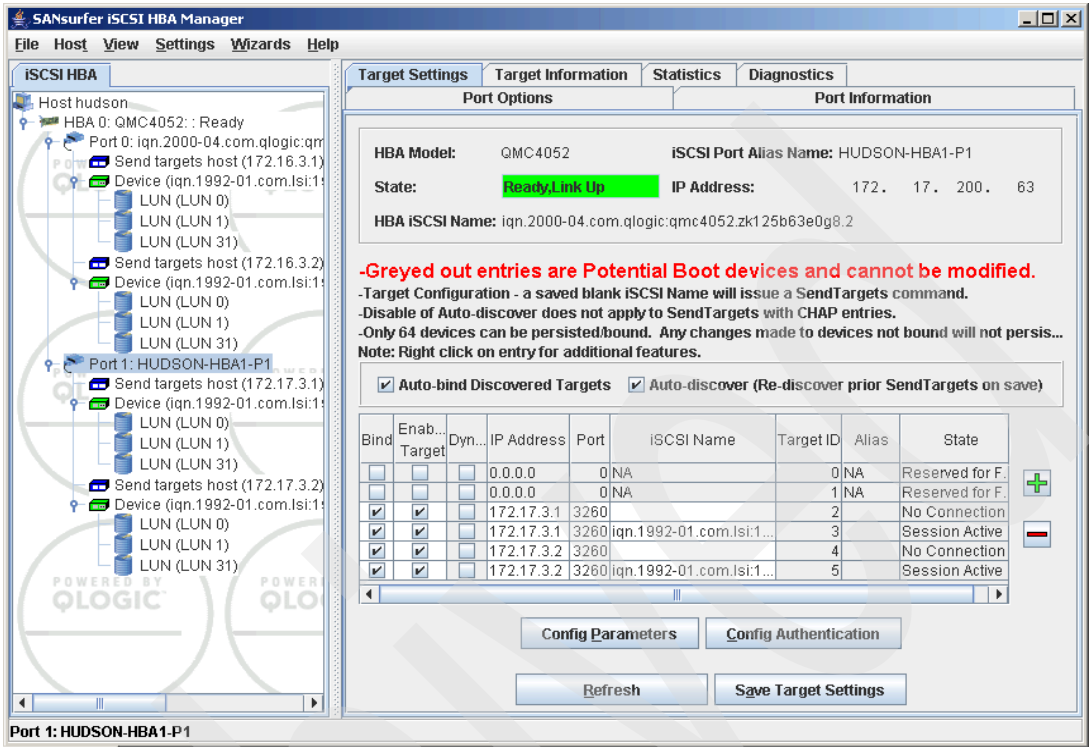 SANsurfer iSCSI HBA Manager
File Host View Settings Wizards Help
iSCSI HBA
Host hudson
HBA 0: QMC4052: : Ready
Port 0: iqn.2000-04.com.qlogic:qm
Send targets host (172.16.3.1)
Device (iqn.1992-01.com.lsi:1
LUN (LUN 0)
LUN (LUN 1)
LUN (LUN 31)
Send targets host (172.16.3.2)
Device (iqn.1992-01.com.lsi:1
LUN (LUN 0)
LUN (LUN 1)
LUN (LUN 31)
Port 1: HUDSON-HBA1-P1
Send targets host (172.17.3.1)
Device (iqn.1992-01.com.lsi:1
LUN (LUN 0)
LUN (LUN 1)
LUN (LUN 31)
Send targets host (172.17.3.2)
Device (iqn.1992-01.com.lsi:1
LUN (LUN 0)
LUN (LUN 1)
LUN (LUN 31)
POWERED BY
QLOGIC
Target Settings Target Information Statistics Diagnostics
Port Options Port Information
HBA Model: QMC4052 iSCSI Port Alias Name: HUDSON-HBA1-P1
State: Ready,Link Up IP Address: 172. 17. 200. 63
HBA iSCSI Name: iqn.2000-04.com.qlogic:qmc4052.zk125b63e0g8.2
-Greyed out entries are Potential Boot devices and cannot be modified.
-Target Configuration - a saved blank iSCSI Name will issue a SendTargets command.
-Disable of Auto-discover does not apply to SendTargets with CHAP entries.
-Only 64 devices can be persisted/bound. Any changes made to devices not bound will not persis...
Note: Right click on entry for additional features.
Auto-bind Discovered Targets Auto-discover (Re-discover prior SendTargets on save)
Bind Enab... Target Dyn... IP Address Port iSCSI Name Target ID Alias State
0.0.0.0 0 NA 0 NA Reserved for F.
0.0.0.0 0 NA 1 NA Reserved for F.
172.17.3.1 3260 2 No Connection
172.17.3.1 3260 iqn.1992-01.com.lsi:1... 3 Session Active
172.17.3.2 3260 4 No Connection
172.17.3.2 3260 iqn.1992-01.com.lsi:1... 5 Session Active
Config Parameters Config Authentication
Refresh Save Target Settings
Port 1: HUDSON-HBA1-P1